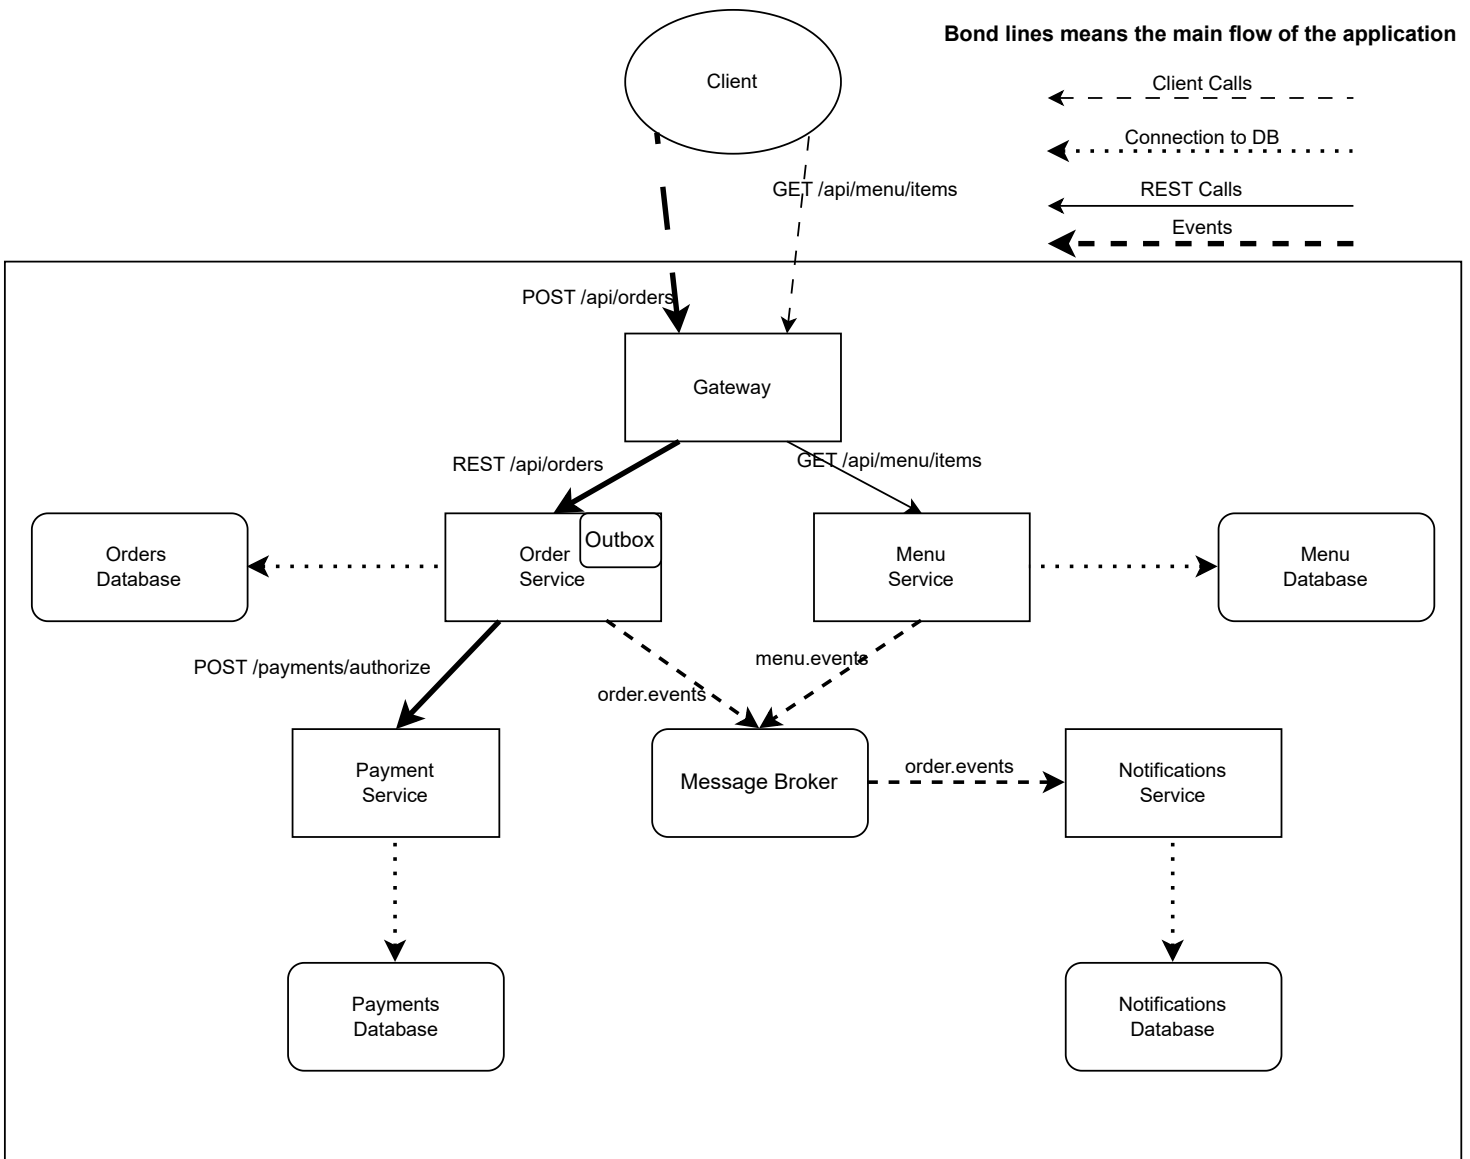 Bond lines means the main flow of the application
Client
Client Calls
Connection to DB
REST Calls
Events
GET /api/menu/items
POST /api/orders
Gateway
REST /api/orders
GET /api/menu/items
Orders
Database
Order
Service
Outbox
Menu
Service
Menu
Database
POST /payments/authorize
order.events
menu.events
Payment
Service
Message Broker
order.events
Notifications
Service
Payments
Database
Notifications
Database